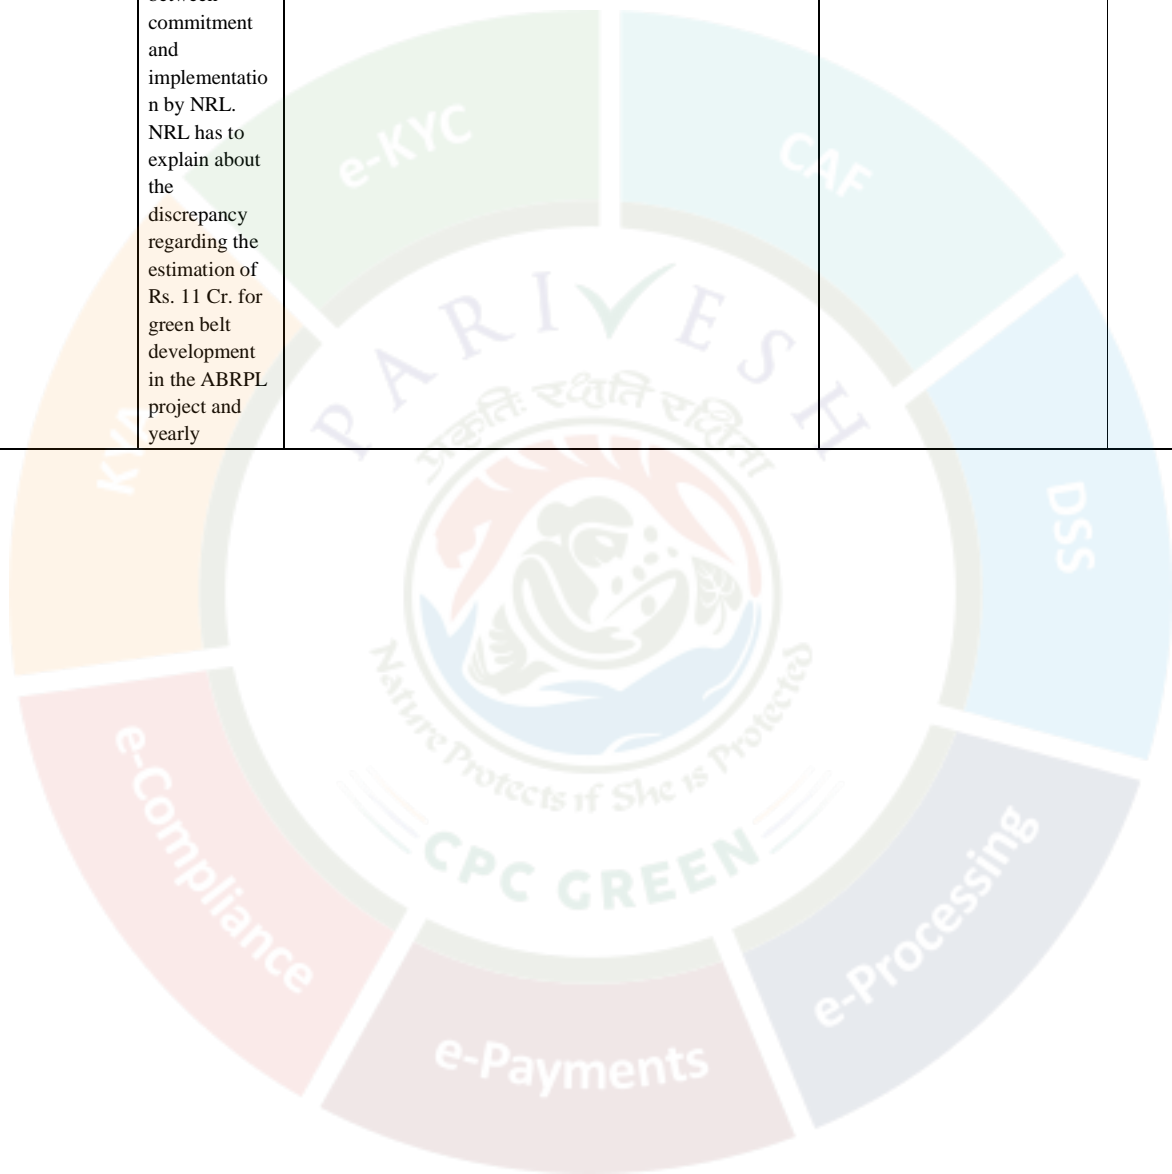 between
commitment
and
implementatio
n by NRL.
NRL has to
explain about
the
discrepancy
regarding the
estimation of
Rs. 11 Cr. for
green belt
development
in the ABRPL
project and
yearly
e-KYC
CAF
PARIVESH
प्रकृतिः रक्षति रक्षिता
KYA
DSS
Nature Protects if She is Protected
CPC GREEN
e-Compliance
e-Processing
e-Payments